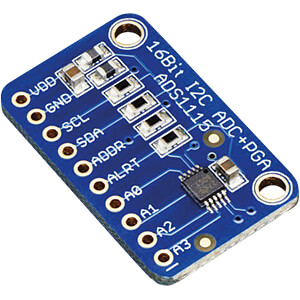 16Bit I2C ADC+PGA
ADS1115
VDD
GND
SCL
SDA
ADDR
ALRT
A0
A1
A2
A3